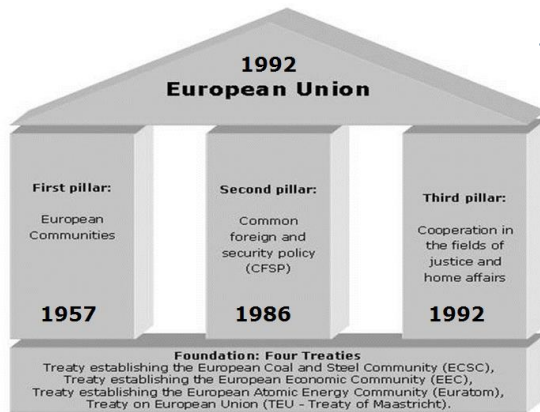 1992
European Union
First pillar:
European
Communities
1957
Second pillar:
Common
foreign and
security policy
(CFSP)
1986
Third pillar:
Cooperation in
the fields of
justice and
home affairs
1992
Foundation: Four Treaties
Treaty establishing the European Coal and Steel Community (ECSC),
Treaty establishing the European Economic Community (EEC),
Treaty establishing the European Atomic Energy Community (Euratom),
Treaty on European Union (TEU - Treaty of Maastricht).